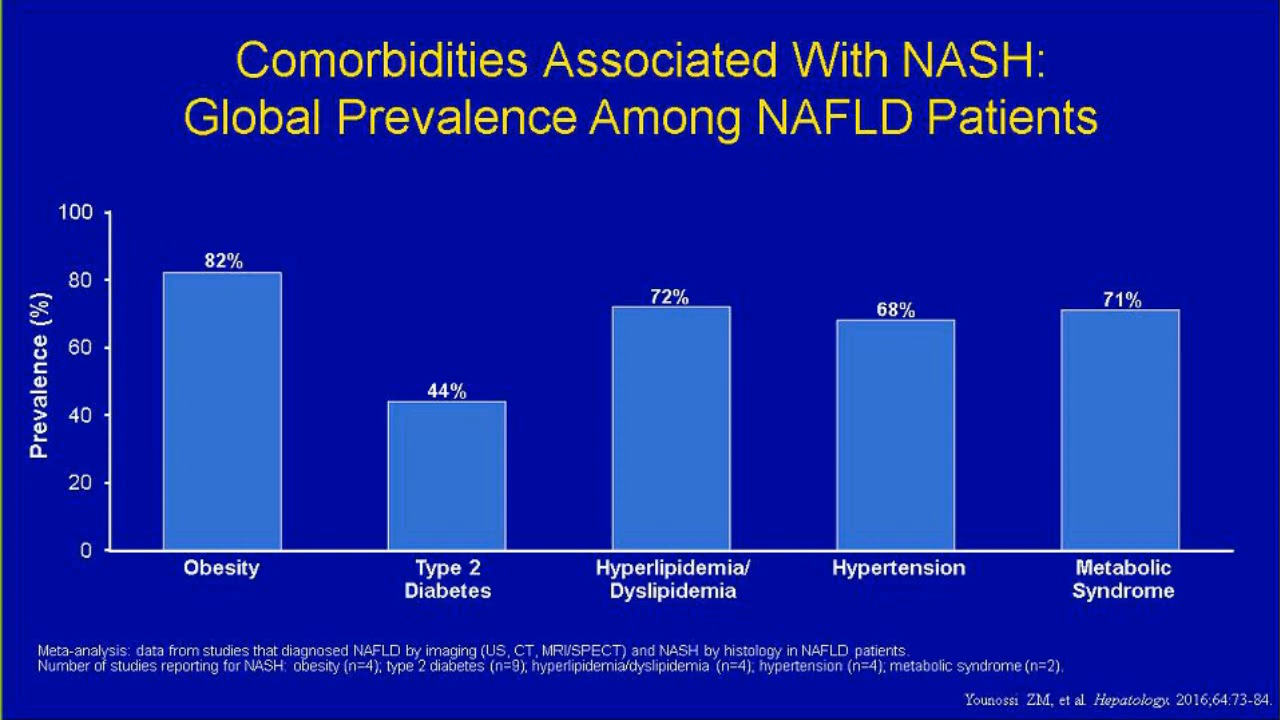 Comorbidities Associated With NASH:
Global Prevalence Among NAFLD Patients
Prevalence (%)
100
80
60
40
20
0
82%
44%
72%
68%
71%
Obesity
Type 2
Diabetes
Hyperlipidemia/
Dyslipidemia
Hypertension
Metabolic
Syndrome
Meta-analysis: data from studies that diagnosed NAFLD by imaging (US, CT, MRI/SPECT) and NASH by histology in NAFLD patients.
Number of studies reporting for NASH: obesity (n=4); type 2 diabetes (n=9); hyperlipidemia/dyslipidemia (n=4); hypertension (n=4); metabolic syndrome (n=2).
Younossi ZM, et al. Hepatology. 2016;64:73-84.